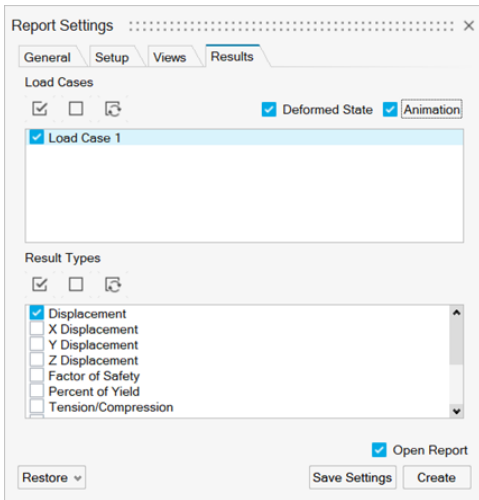 Report Settings
General Setup Views Results
Load Cases
Deformed State Animation
Load Case 1
Result Types
Displacement
X Displacement
Y Displacement
Z Displacement
Factor of Safety
Percent of Yield
Tension/Compression
Open Report
Restore Save Settings Create